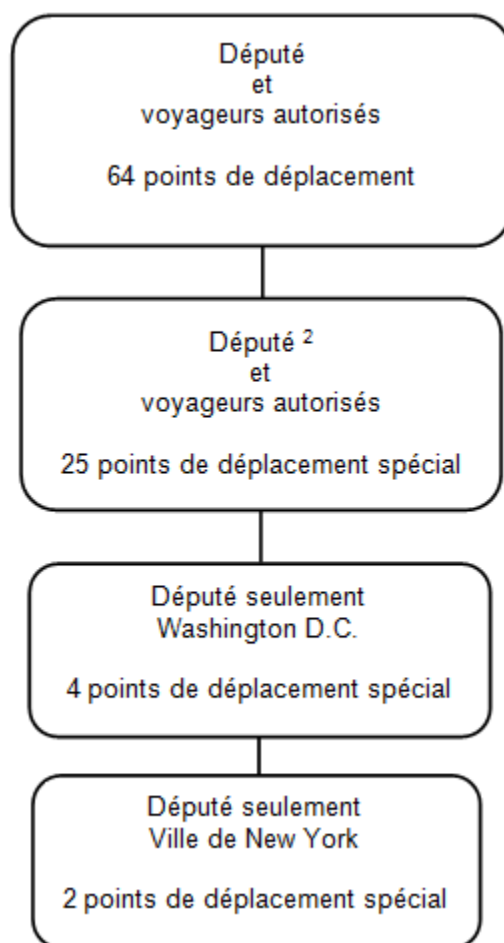 Député
et
voyageurs autorisés
64 points de déplacement
Député ²
et
voyageurs autorisés
25 points de déplacement spécial
Député seulement
Washington D.C.
4 points de déplacement spécial
Député seulement
Ville de New York
2 points de déplacement spécial